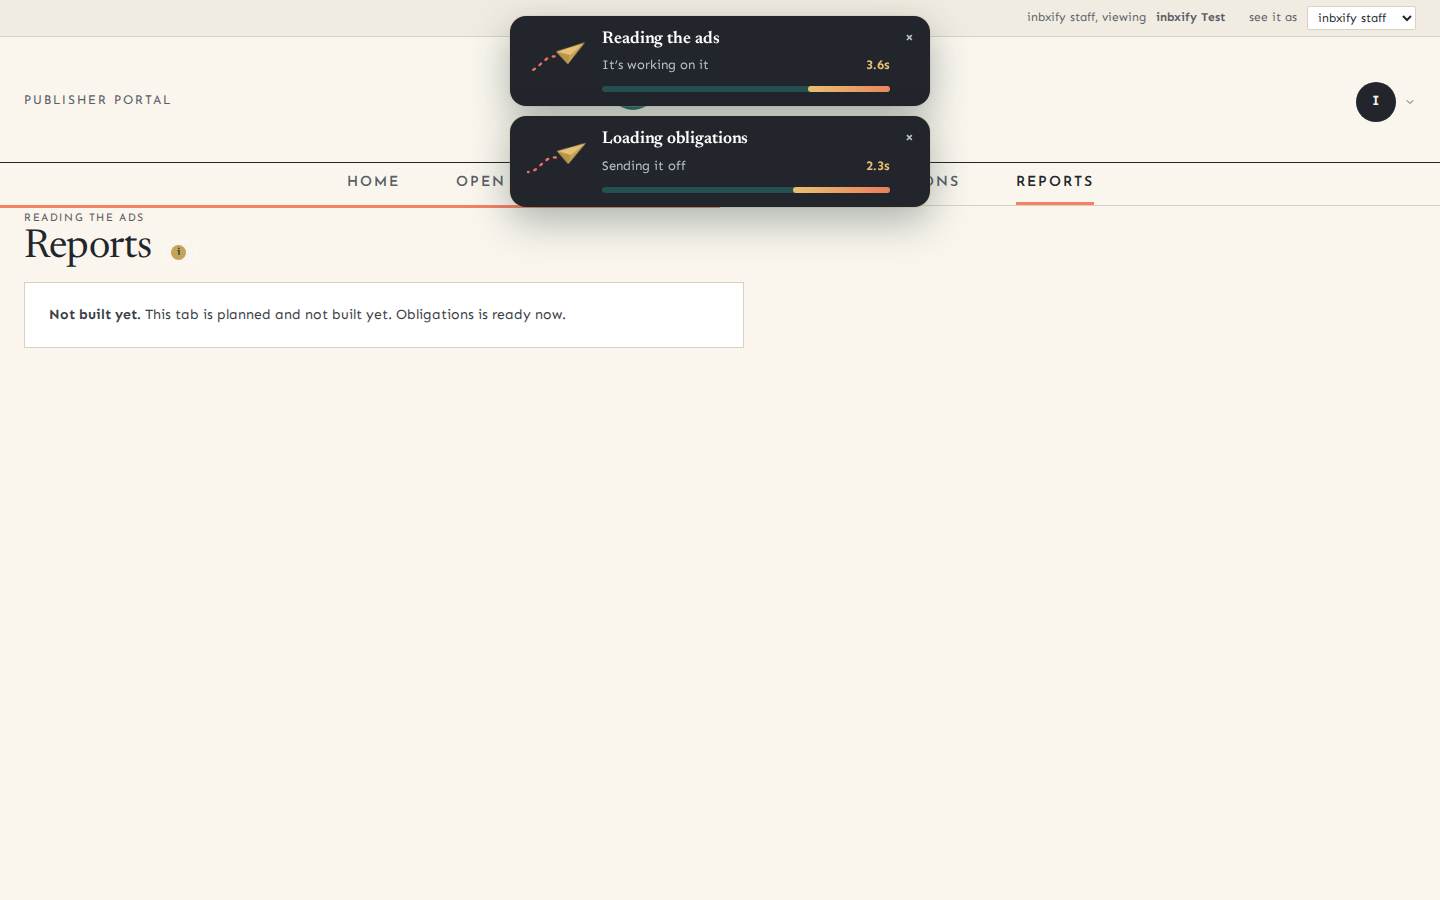 inbxify staff, viewing inbxify Test see it as inbxify staff
Reading the ads ×
It's working on it 3.6s
PUBLISHER PORTAL
I
Loading obligations ×
Sending it off 2.3s
HOME OPEN ONS REPORTS
READING THE ADS
Reports i
Not built yet. This tab is planned and not built yet. Obligations is ready now.